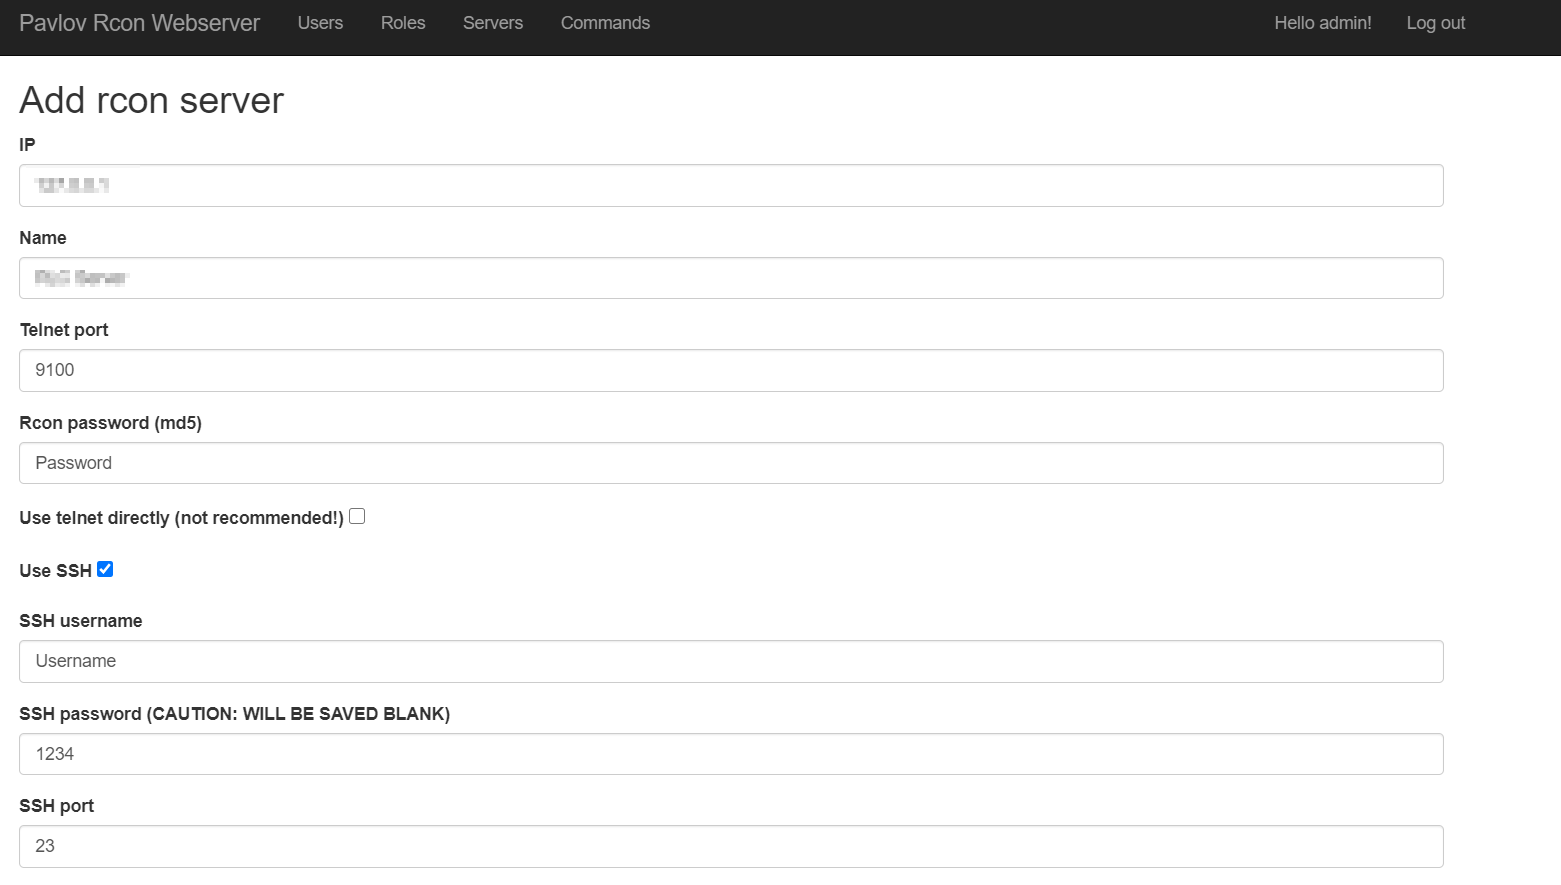 Pavlov Rcon Webserver Users Roles Servers Commands Hello admin! Log out
Add rcon server
IP
Name
Server
Telnet port
9100
Rcon password (md5)
Password
Use telnet directly (not recommended!)
Use SSH
SSH username
Username
SSH password (CAUTION: WILL BE SAVED BLANK)
1234
SSH port
23